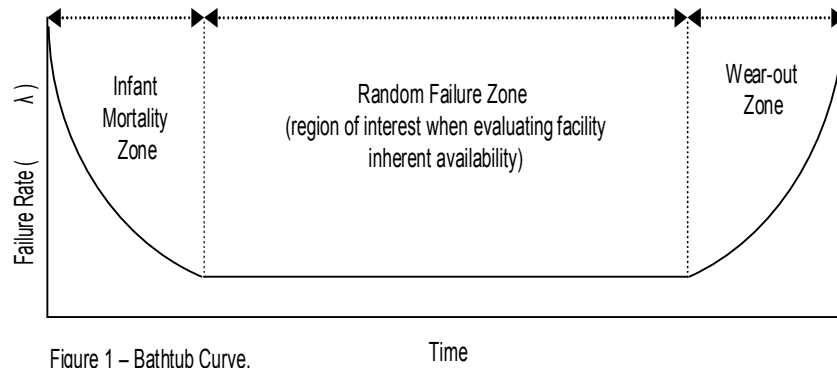 Infant
Mortality
Zone
Random Failure Zone
(region of interest when evaluating facility
inherent availability)
Wear-out
Zone
Failure Rate ( λ )
Time
Figure 1 – Bathtub Curve.